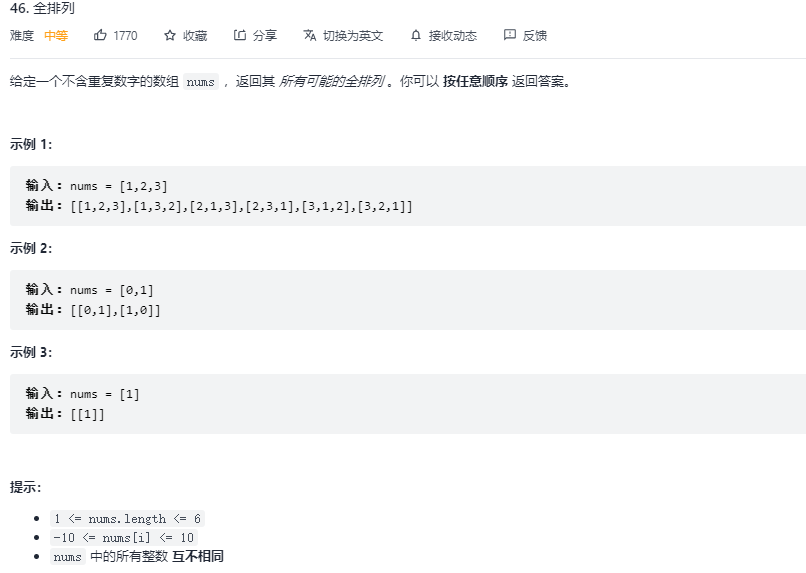 46. 全排列
难度 中等 1770 收藏 分享 切换为英文 接收动态 反馈
给定一个不含重复数字的数组 nums ，返回其 所有可能的全排列 。你可以 按任意顺序 返回答案。
示例 1：
输入：nums = [1,2,3]
输出：[[1,2,3],[1,3,2],[2,1,3],[2,3,1],[3,1,2],[3,2,1]]
示例 2：
输入：nums = [0,1]
输出：[[0,1],[1,0]]
示例 3：
输入：nums = [1]
输出：[[1]]
提示：
1 <= nums.length <= 6
-10 <= nums[i] <= 10
nums 中的所有整数 互不相同